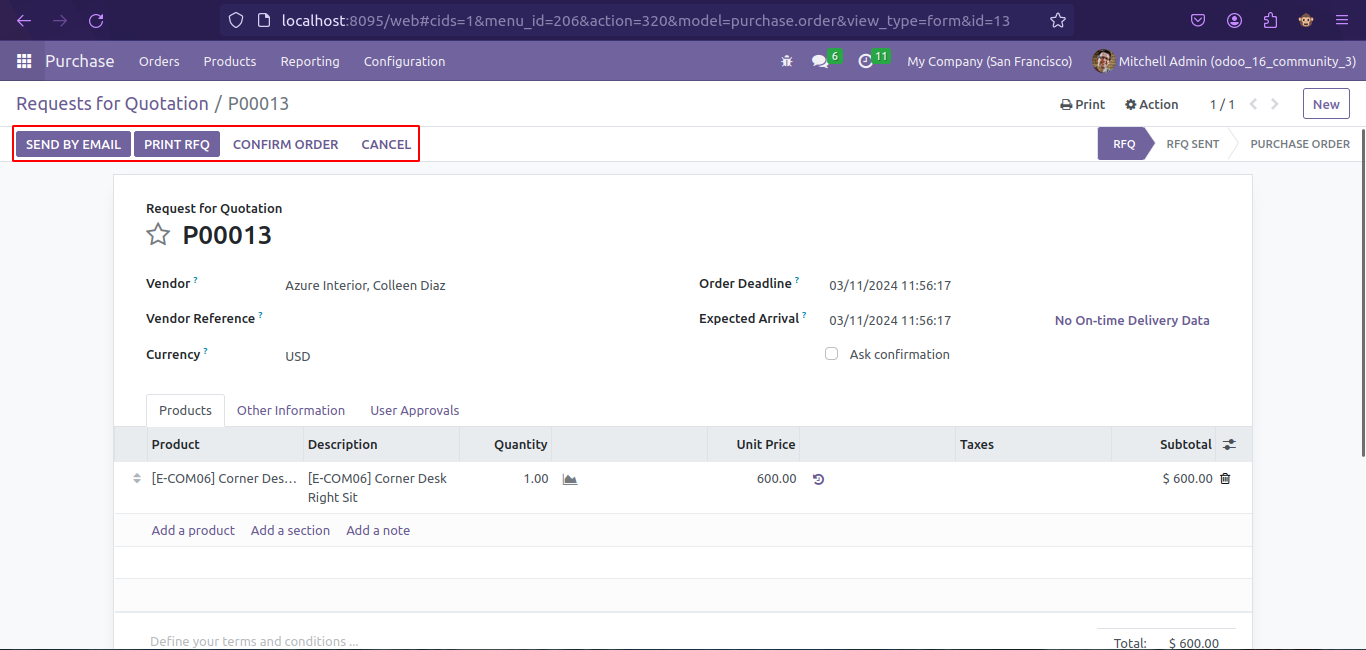 localhost:8095/web#cids=1&menu_id=206&action=320&model=purchase.order&view_type=form&id=13
Purchase Orders Products Reporting Configuration 6 11 My Company (San Francisco) Mitchell Admin (odoo_16_community_3)
Requests for Quotation / P00013 Print Action 1 / 1 New
SEND BY EMAIL PRINT RFQ CONFIRM ORDER CANCEL RFQ RFQ SENT PURCHASE ORDER
Request for Quotation
P00013
Vendor ? Azure Interior, Colleen Diaz Order Deadline ? 03/11/2024 11:56:17
Vendor Reference ? Expected Arrival ? 03/11/2024 11:56:17 No On-time Delivery Data
Currency ? USD Ask confirmation
Products Other Information User Approvals
Product Description Quantity Unit Price Taxes Subtotal
[E-COM06] Corner Des... [E-COM06] Corner Desk 1.00 600.00 $ 600.00
Right Sit
Add a product Add a section Add a note
Define your terms and conditions ... Total: $ 600.00